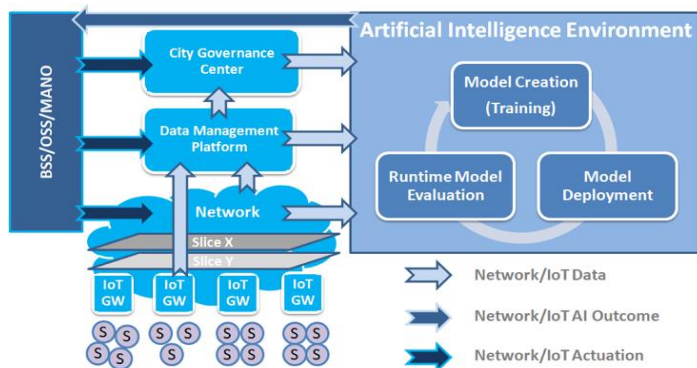 Artificial Intelligence Environment
BSS/OSS/MANO
City Governance
Center
Data Management
Platform
Network
Slice X
Slice Y
IoT
GW
IoT
GW
IoT
GW
IoT
GW
S S
S S
S S
S
S S
S S
S S
S S
Model Creation
(Training)
Runtime Model
Evaluation
Model
Deployment
Network/IoT Data
Network/IoT AI Outcome
Network/IoT Actuation